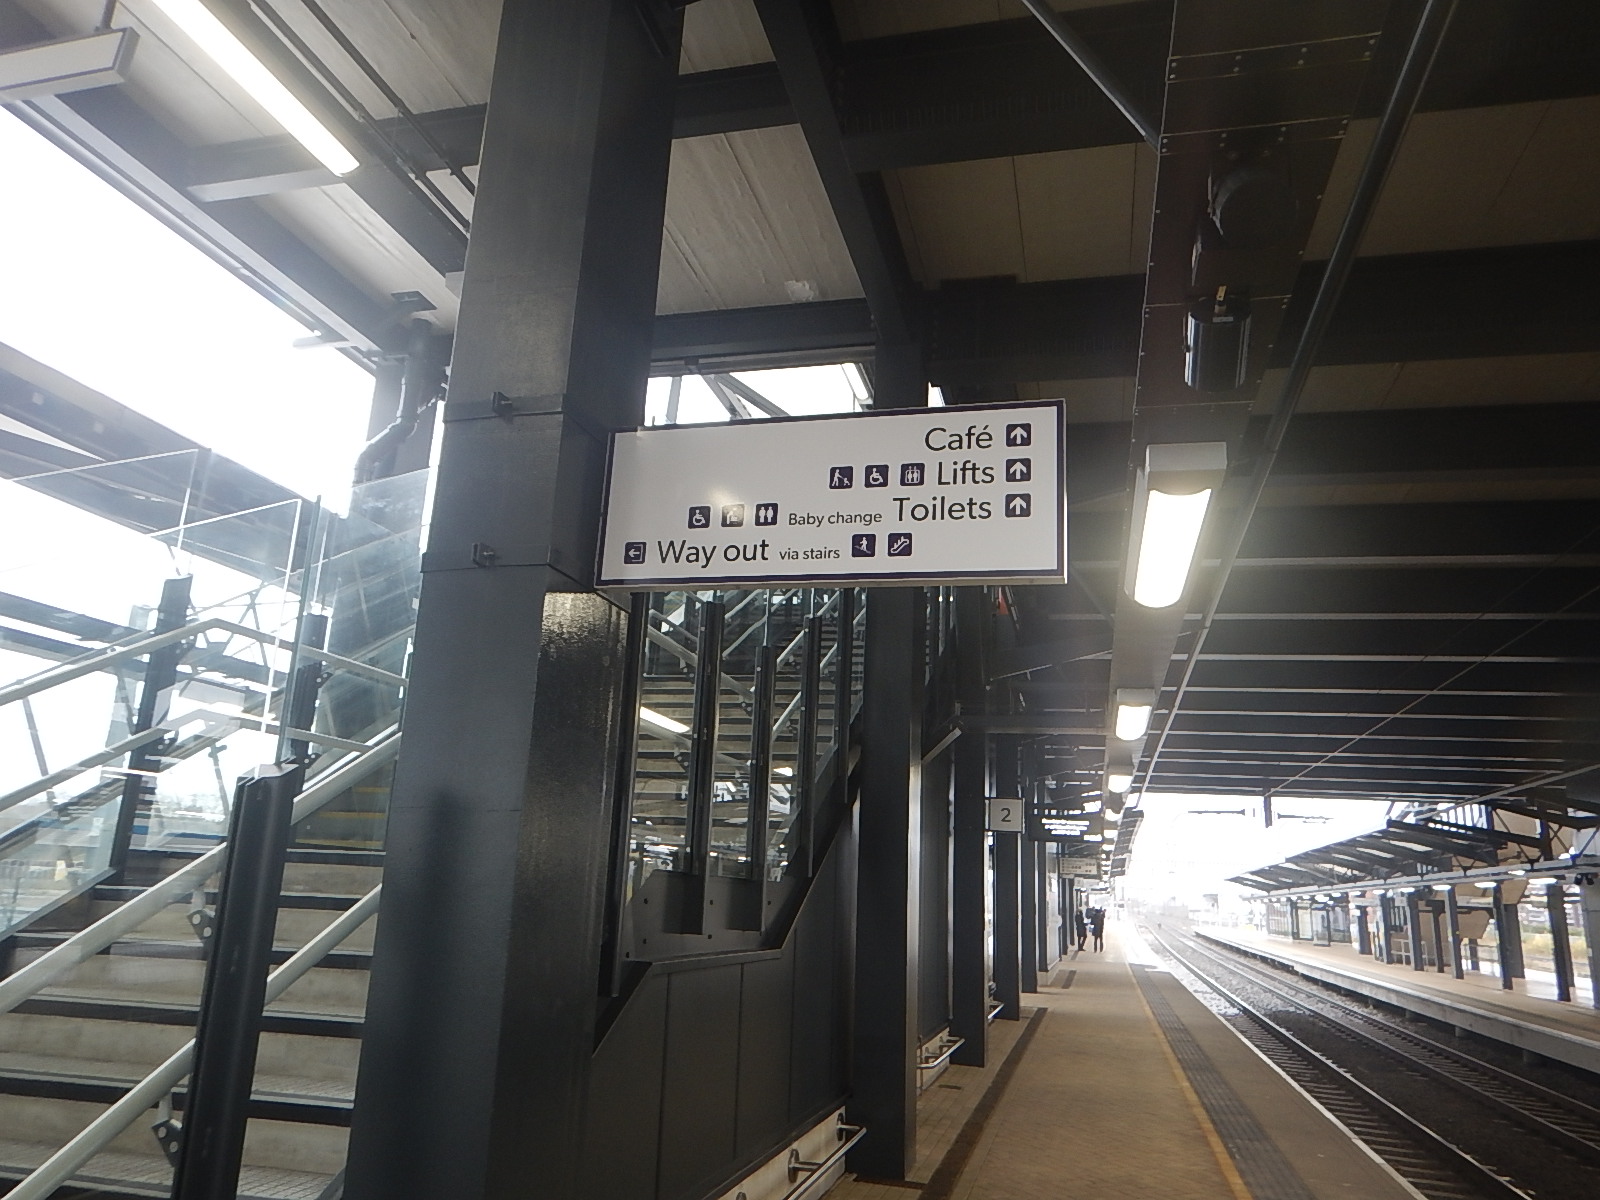 Café
Lifts
Baby change Toilets
Way out via stairs
2